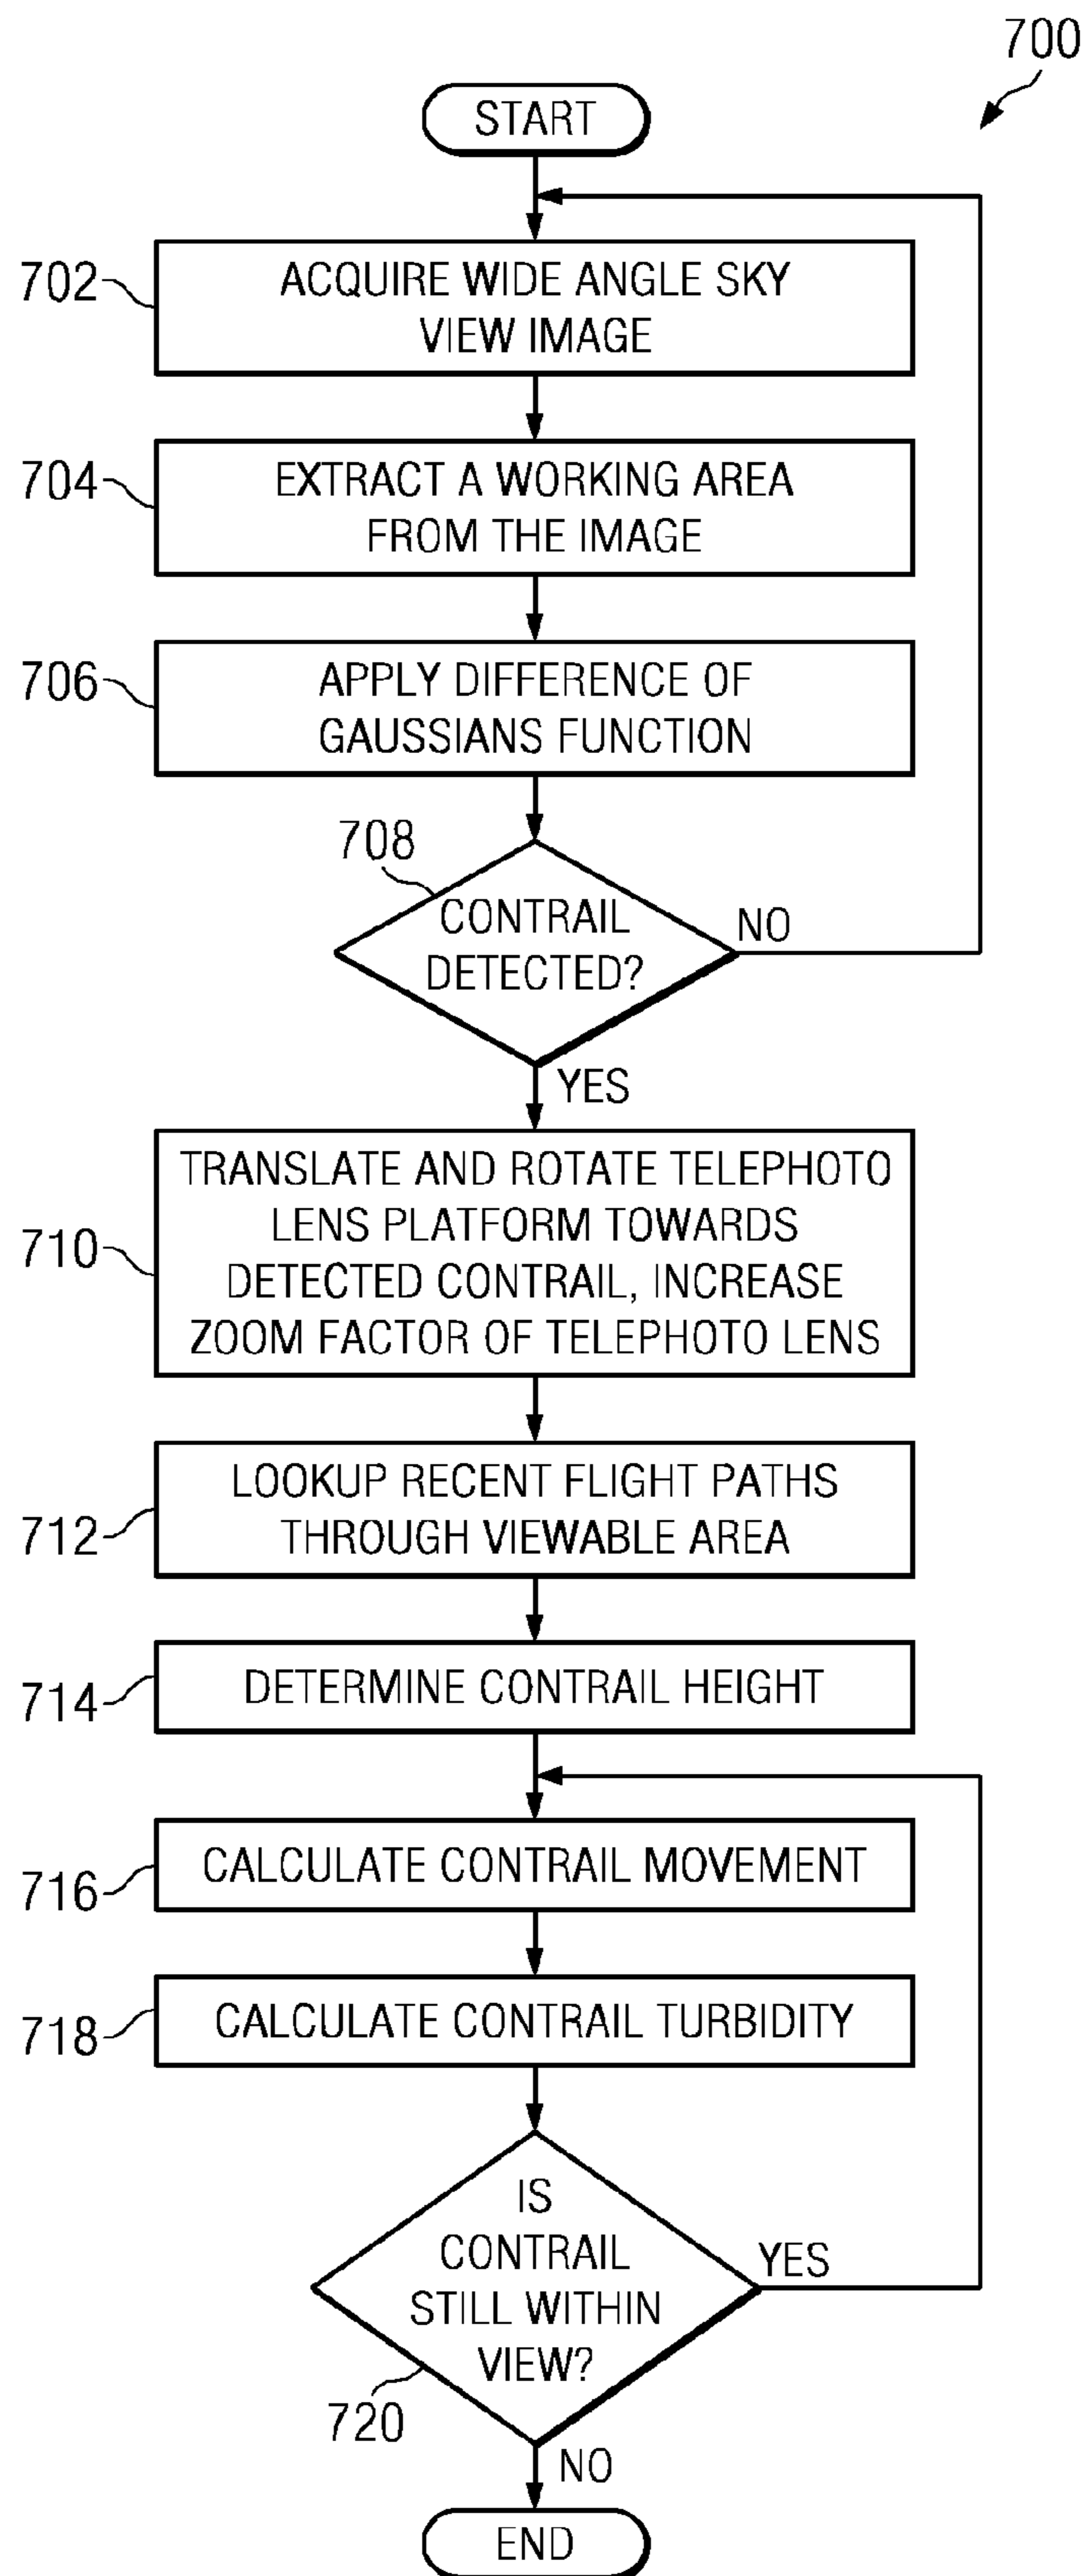 700
START
702
ACQUIRE WIDE ANGLE SKY
VIEW IMAGE
704
EXTRACT A WORKING AREA
FROM THE IMAGE
706
APPLY DIFFERENCE OF
GAUSSIANS FUNCTION
708
CONTRAIL
DETECTED?
NO
YES
710
TRANSLATE AND ROTATE TELEPHOTO
LENS PLATFORM TOWARDS
DETECTED CONTRAIL, INCREASE
ZOOM FACTOR OF TELEPHOTO LENS
712
LOOKUP RECENT FLIGHT PATHS
THROUGH VIEWABLE AREA
714
DETERMINE CONTRAIL HEIGHT
716
CALCULATE CONTRAIL MOVEMENT
718
CALCULATE CONTRAIL TURBIDITY
IS
CONTRAIL
STILL WITHIN
VIEW?
YES
720
NO
END